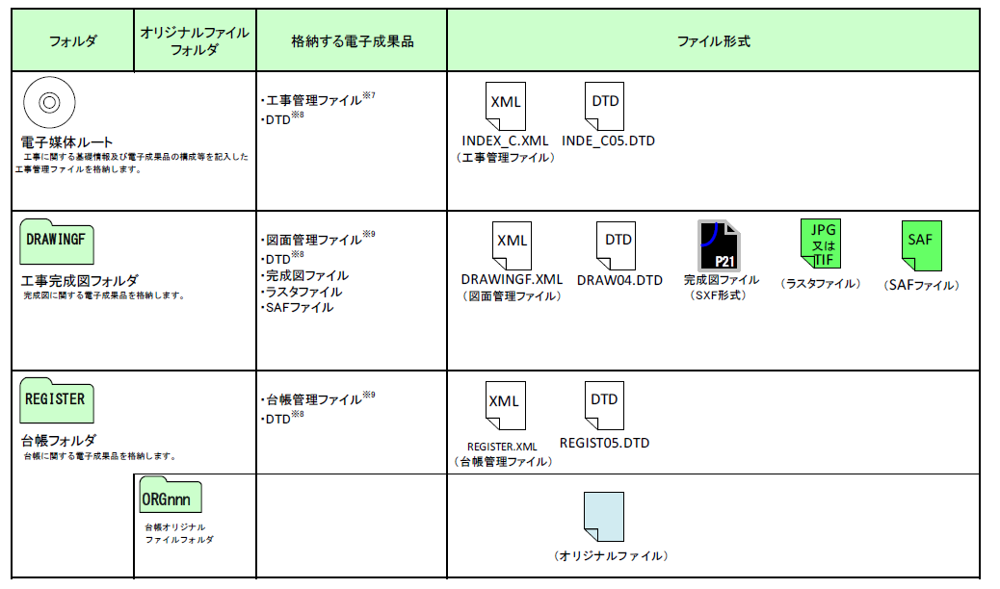 フォルダ
オリジナルファイル
フォルダ
格納する電子成果品
ファイル形式
電子媒体ルート
工事に関する基礎情報及び電子成果品の構成等を記入した
工事管理ファイルを格納します。
・工事管理ファイル※7
・DTD※8
XML
INDEX_C.XML
（工事管理ファイル）
DTD
INDE_C05.DTD
DRAWINGF
工事完成図フォルダ
完成図に関する電子成果品を格納します。
・図面管理ファイル※9
・DTD※8
・完成図ファイル
・ラスタファイル
・SAFファイル
XML
DRAWINGF.XML
（図面管理ファイル）
DTD
DRAW04.DTD
P21
完成図ファイル
（SXF形式）
JPG
又は
TIF
（ラスタファイル）
SAF
（SAFファイル）
REGISTER
台帳フォルダ
台帳に関する電子成果品を格納します。
・台帳管理ファイル※9
・DTD※8
XML
REGISTER.XML
（台帳管理ファイル）
DTD
REGIST05.DTD
ORGnnn
台帳オリジナル
ファイルフォルダ
（オリジナルファイル）